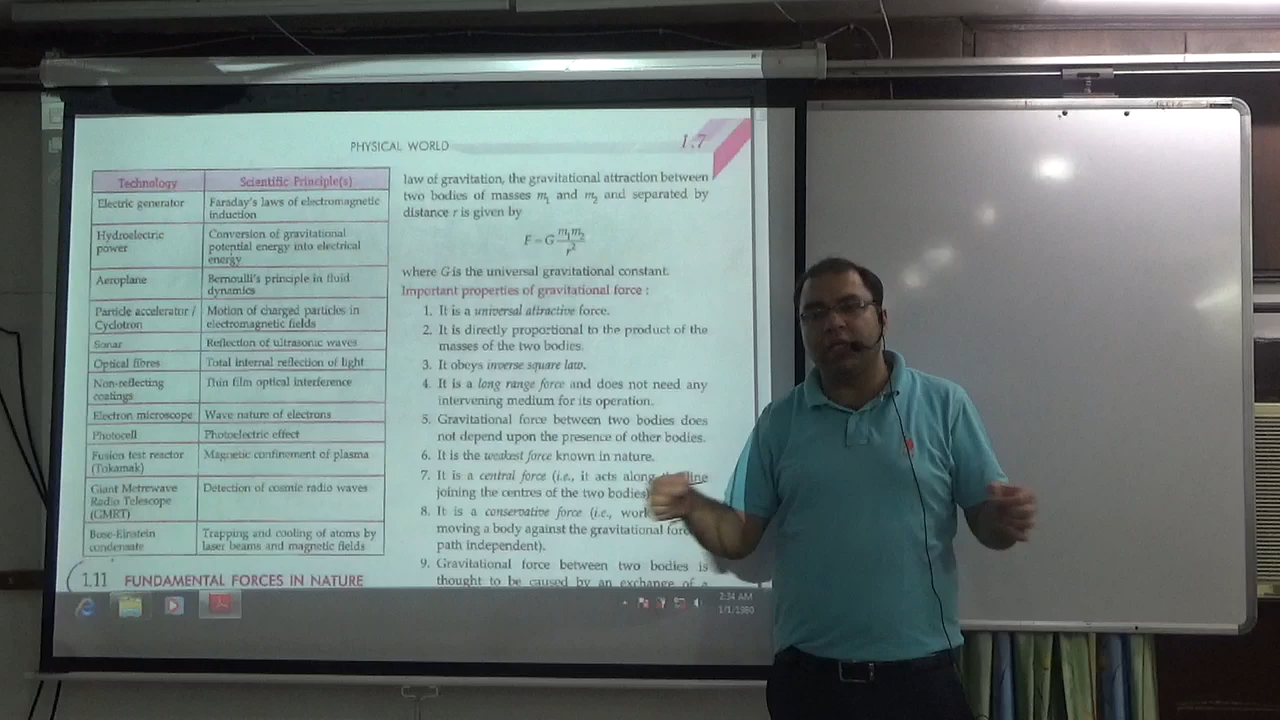 PHYSICAL WORLD
1.7
Technology Scientific Principle(s)
Electric generator Faraday's laws of electromagnetic
induction
Hydroelectric Conversion of gravitational
power potential energy into electrical
energy
Aeroplane Bernoulli's principle in fluid
dynamics
Particle accelerator / Motion of charged particles in
Cyclotron electromagnetic fields
Sonar Reflection of ultrasonic waves
Optical fibres Total internal reflection of light
Non-reflecting Thin film optical interference
coatings
Electron microscope Wave nature of electrons
Photocell Photoelectric effect
Fusion test reactor Magnetic confinement of plasma
(Tokamak)
Giant Metrewave Detection of cosmic radio waves
Radio Telescope
(GMRT)
Bose-Einstein Trapping and cooling of atoms by
condensate laser beams and magnetic fields
1.11 FUNDAMENTAL FORCES IN NATURE
law of gravitation, the gravitational attraction between
two bodies of masses m₁ and m₂ and separated by
distance r is given by
F = G m₁m₂ / r²
where G is the universal gravitational constant.
Important properties of gravitational force :
1. It is a universal attractive force.
2. It is directly proportional to the product of the
masses of the two bodies.
3. It obeys inverse square law.
4. It is a long range force and does not need any
intervening medium for its operation.
5. Gravitational force between two bodies does
not depend upon the presence of other bodies.
6. It is the weakest force known in nature.
7. It is a central force (i.e., it acts along the line
joining the centres of the two bodies)
8. It is a conservative force (i.e., work
moving a body against the gravitational
path independent).
9. Gravitational force between two bodies is
thought to be caused by an exchange of a
2:34 AM
1/1/1980